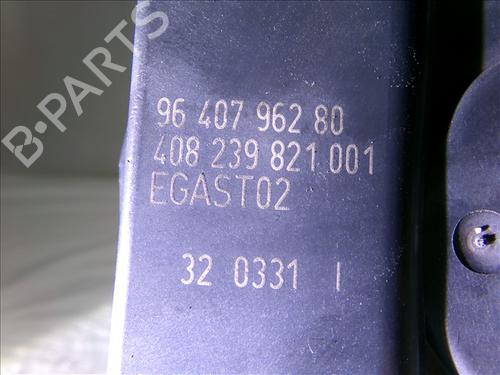 B-PARTS
96 407 962 80
408 239 821 001
EGAST02
32 0331 I